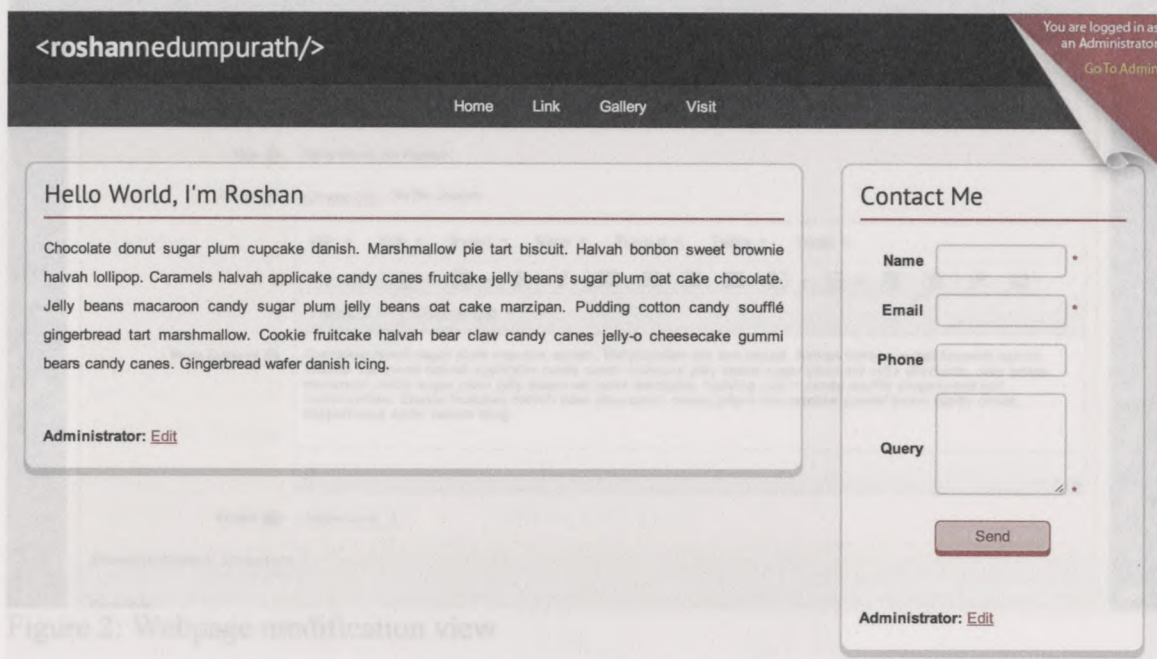 <roshannedumpurath/>
You are logged in as
an Administrator
Go To Admin
Home Link Gallery Visit
Hello World, I'm Roshan
Chocolate donut sugar plum cupcake danish. Marshmallow pie tart biscuit. Halvah bonbon sweet brownie
halvah lollipop. Caramels halvah applicake candy canes fruitcake jelly beans sugar plum oat cake chocolate.
Jelly beans macaroon candy sugar plum jelly beans oat cake marzipan. Pudding cotton candy soufflé
gingerbread tart marshmallow. Cookie fruitcake halvah bear claw candy canes jelly-o cheesecake gummi
bears candy canes. Gingerbread wafer danish icing.
Administrator: Edit
Contact Me
Name *
Email *
Phone
Query *
Send
Administrator: Edit
Figure 2: Webpage modification view